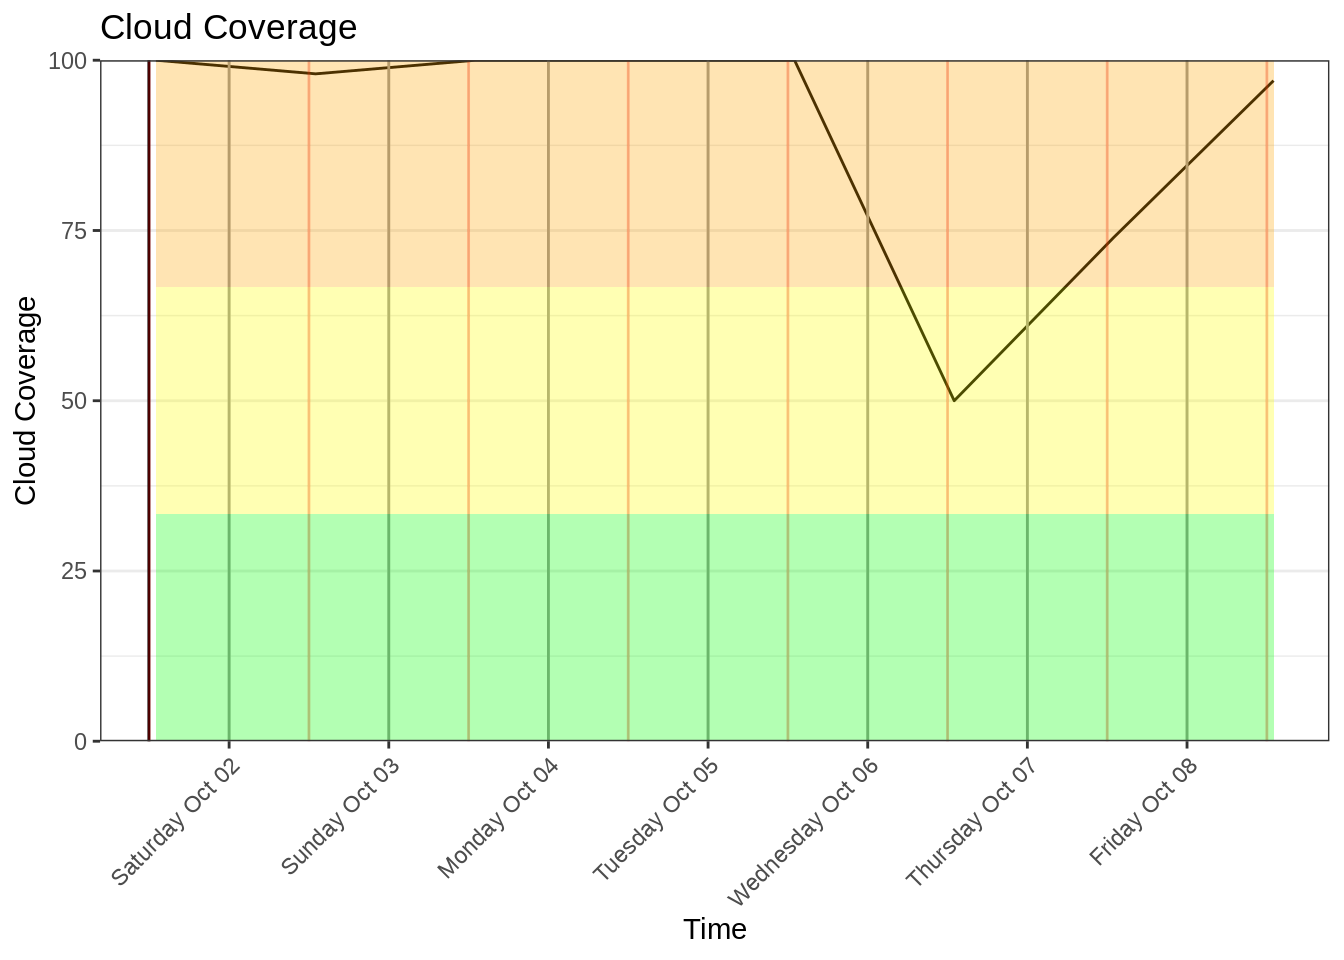 Cloud Coverage
100
75
50
25
0
Cloud Coverage
Saturday Oct 02
Sunday Oct 03
Monday Oct 04
Tuesday Oct 05
Wednesday Oct 06
Thursday Oct 07
Friday Oct 08
Time